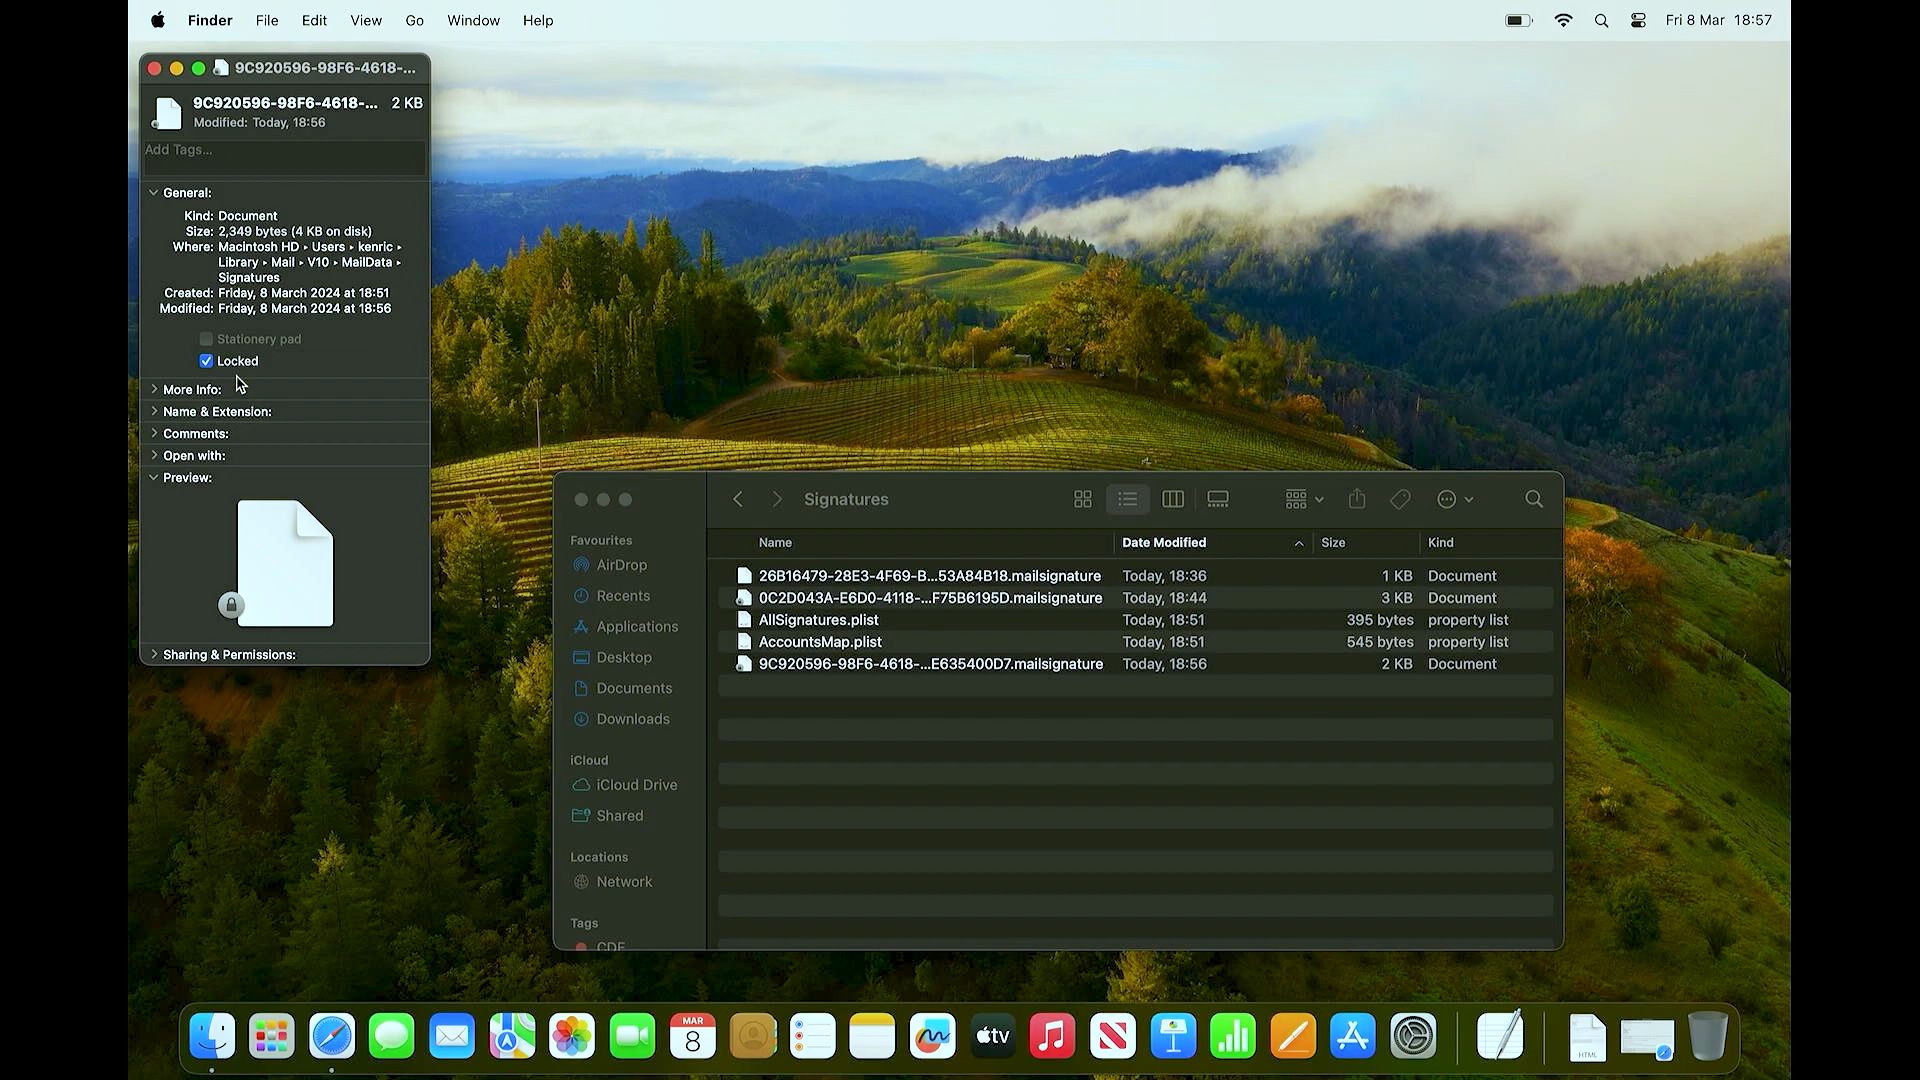 Finder File Edit View Go Window Help
Fri 8 Mar 18:57
9C920596-98F6-4618-...
9C920596-98F6-4618-... 2 KB
Modified: Today, 18:56
Add Tags...
General:
Kind: Document
Size: 2,349 bytes (4 KB on disk)
Where: Macintosh HD ▸ Users ▸ kenric ▸
Library ▸ Mail ▸ V10 ▸ MailData ▸
Signatures
Created: Friday, 8 March 2024 at 18:51
Modified: Friday, 8 March 2024 at 18:56
Stationery pad
Locked
More Info:
Name & Extension:
Comments:
Open with:
Preview:
Sharing & Permissions:
Signatures
Favourites
AirDrop
Recents
Applications
Desktop
Documents
Downloads
iCloud
iCloud Drive
Shared
Locations
Network
Tags
CDF
Name Date Modified Size Kind
26B16479-28E3-4F69-B...53A84B18.mailsignature Today, 18:36 1 KB Document
0C2D043A-E6D0-4118-...F75B6195D.mailsignature Today, 18:44 3 KB Document
AllSignatures.plist Today, 18:51 395 bytes property list
AccountsMap.plist Today, 18:51 545 bytes property list
9C920596-98F6-4618-...E635400D7.mailsignature Today, 18:56 2 KB Document
MAR
8
tv
HTML